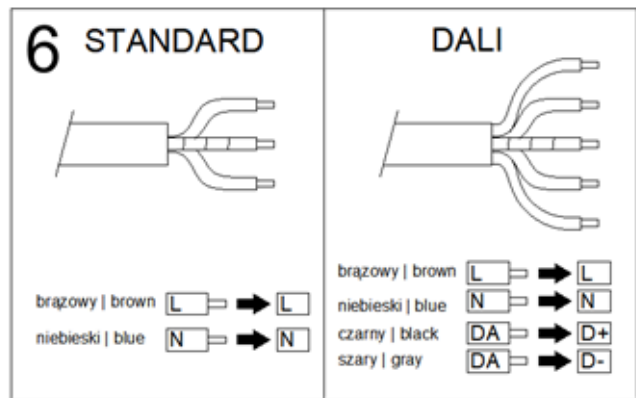 6 STANDARD
brązowy | brown L L
niebieski | blue N N
DALI
brązowy | brown L L
niebieski | blue N N
czarny | black DA D+
szary | gray DA D-